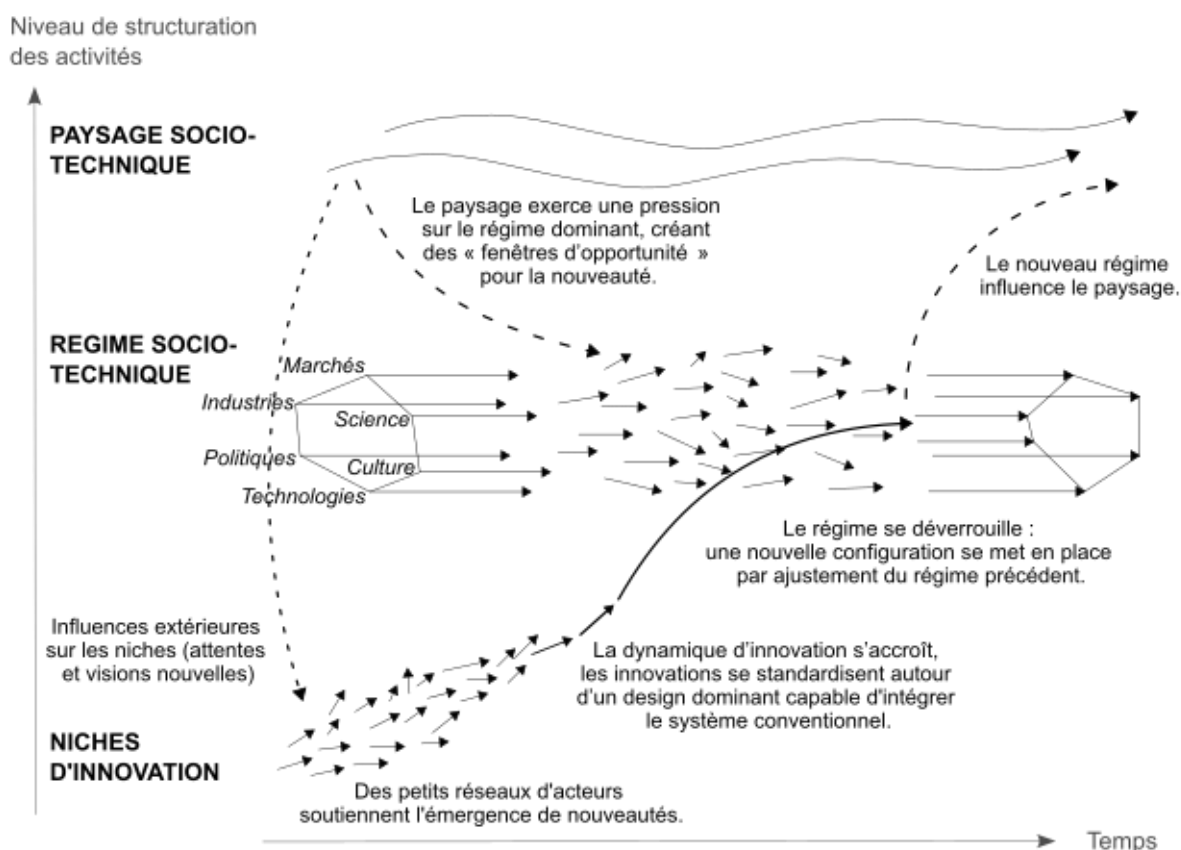 Niveau de structuration
des activités
PAYSAGE SOCIO-
TECHNIQUE
Le paysage exerce une pression
sur le régime dominant, créant
des « fenêtres d'opportunité »
pour la nouveauté.
Le nouveau régime
influence le paysage.
REGIME SOCIO-
TECHNIQUE
Marchés
Industries
Science
Politiques
Culture
Technologies
Le régime se déverrouille :
une nouvelle configuration se met en place
par ajustement du régime précédent.
Influences extérieures
sur les niches (attentes
et visions nouvelles)
La dynamique d'innovation s'accroît,
les innovations se standardisent autour
d'un design dominant capable d'intégrer
le système conventionnel.
NICHES
D'INNOVATION
Des petits réseaux d'acteurs
soutiennent l'émergence de nouveautés.
Temps